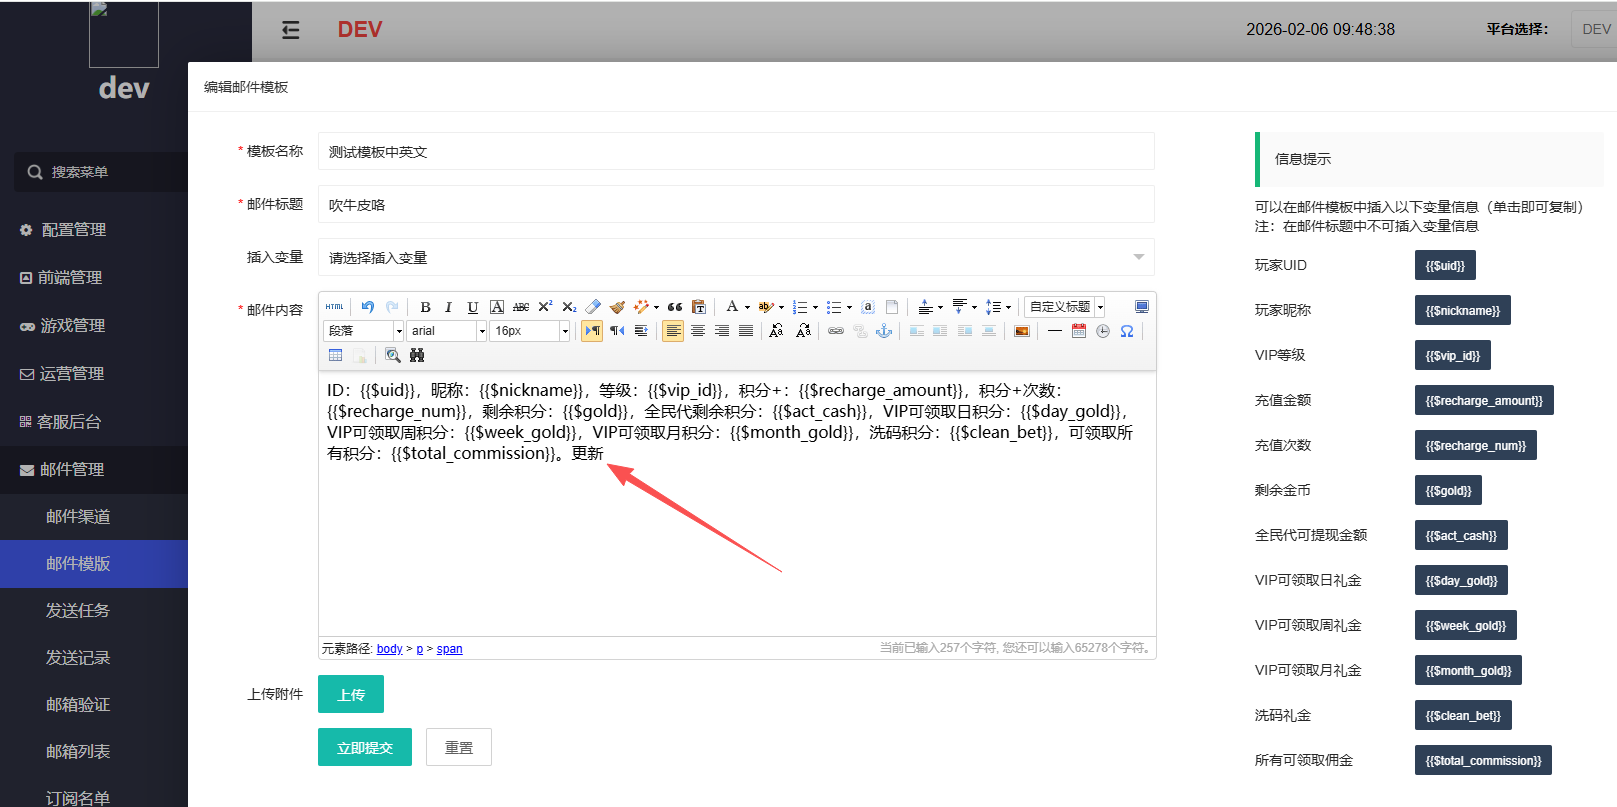 DEV
2026-02-06 09:48:38
平台选择：
DEV
dev
搜索菜单
配置管理
前端管理
游戏管理
运营管理
客服后台
邮件管理
邮件渠道
邮件模版
发送任务
发送记录
邮箱验证
邮箱列表
订阅名单
编辑邮件模板
* 模板名称
测试模板中英文
* 邮件标题
吹牛皮咯
插入变量
请选择插入变量
* 邮件内容
HTML
自定义标题
段落
arial
16px
ID：{{$uid}}，昵称：{{$nickname}}，等级：{{$vip_id}}，积分+：{{$recharge_amount}}，积分+次数：
{{$recharge_num}}，剩余积分：{{$gold}}，全民代剩余积分：{{$act_cash}}，VIP可领取日积分：{{$day_gold}}，
VIP可领取周积分：{{$week_gold}}，VIP可领取月积分：{{$month_gold}}，洗码积分：{{$clean_bet}}，可领取所
有积分：{{$total_commission}}。更新
元素路径: body > p > span
当前已输入257个字符, 您还可以输入65278个字符。
上传附件
上传
立即提交
重置
信息提示
可以在邮件模板中插入以下变量信息（单击即可复制）
注：在邮件标题中不可插入变量信息
玩家UID
{{$uid}}
玩家昵称
{{$nickname}}
VIP等级
{{$vip_id}}
充值金额
{{$recharge_amount}}
充值次数
{{$recharge_num}}
剩余金币
{{$gold}}
全民代可提现金额
{{$act_cash}}
VIP可领取日礼金
{{$day_gold}}
VIP可领取周礼金
{{$week_gold}}
VIP可领取月礼金
{{$month_gold}}
洗码礼金
{{$clean_bet}}
所有可领取佣金
{{$total_commission}}